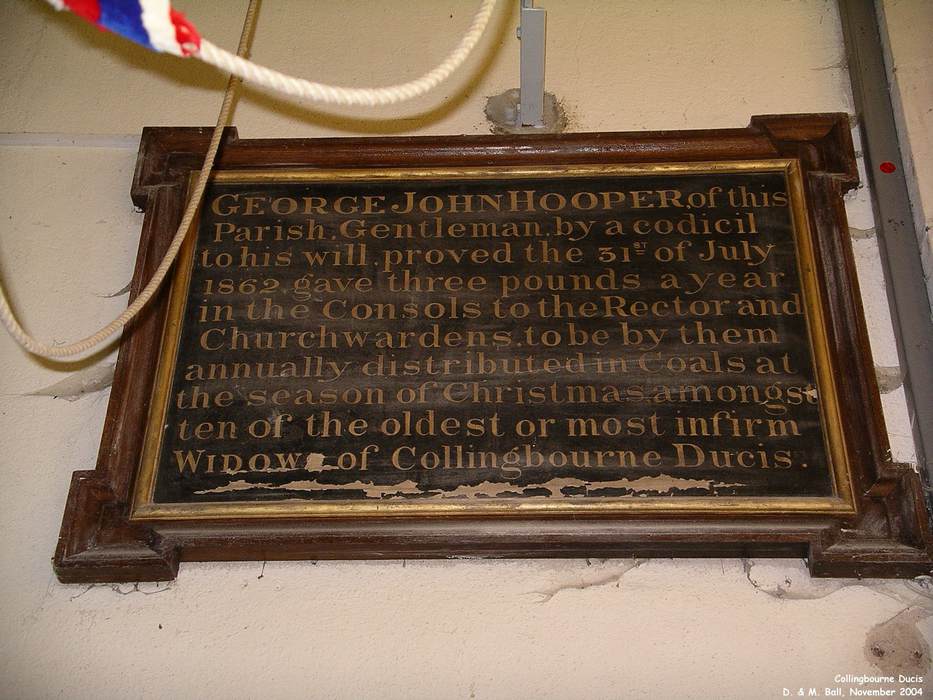 GEORGE JOHN HOOPER, of this
Parish, Gentleman, by a codicil
to his will, proved the 31ST of July
1862, gave three pounds a year
in the Consols to the Rector and
Churchwardens, to be by them
annually distributed in Coals at
the season of Christmas, amongst
ten of the oldest or most infirm
WIDOWs of COLLINGBOURNE DUCIS.
Collingbourne Ducis
D. & M. Ball, November 2004